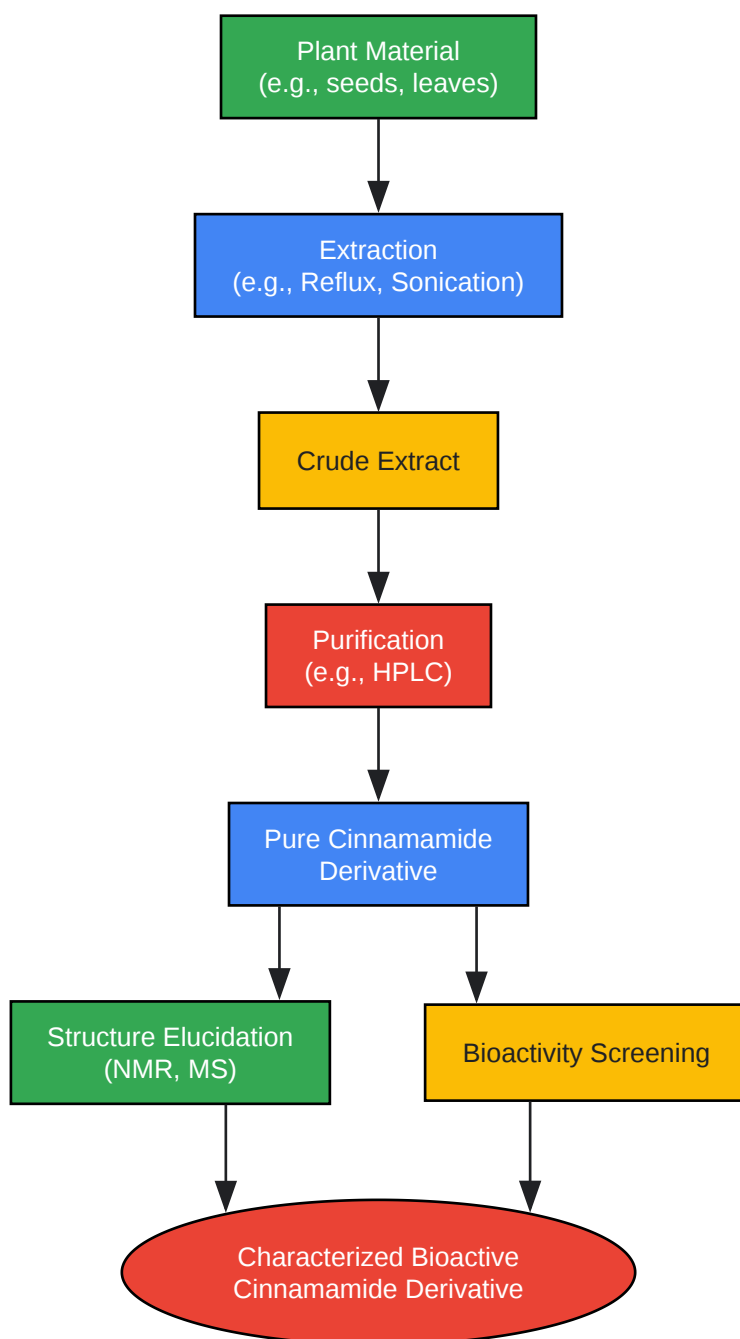 Plant Material
(e.g., seeds, leaves)
Extraction
(e.g., Reflux, Sonication)
Crude Extract
Purification
(e.g., HPLC)
Pure Cinnamamide
Derivative
Structure Elucidation
(NMR, MS)
Bioactivity Screening
Characterized Bioactive
Cinnamamide Derivative